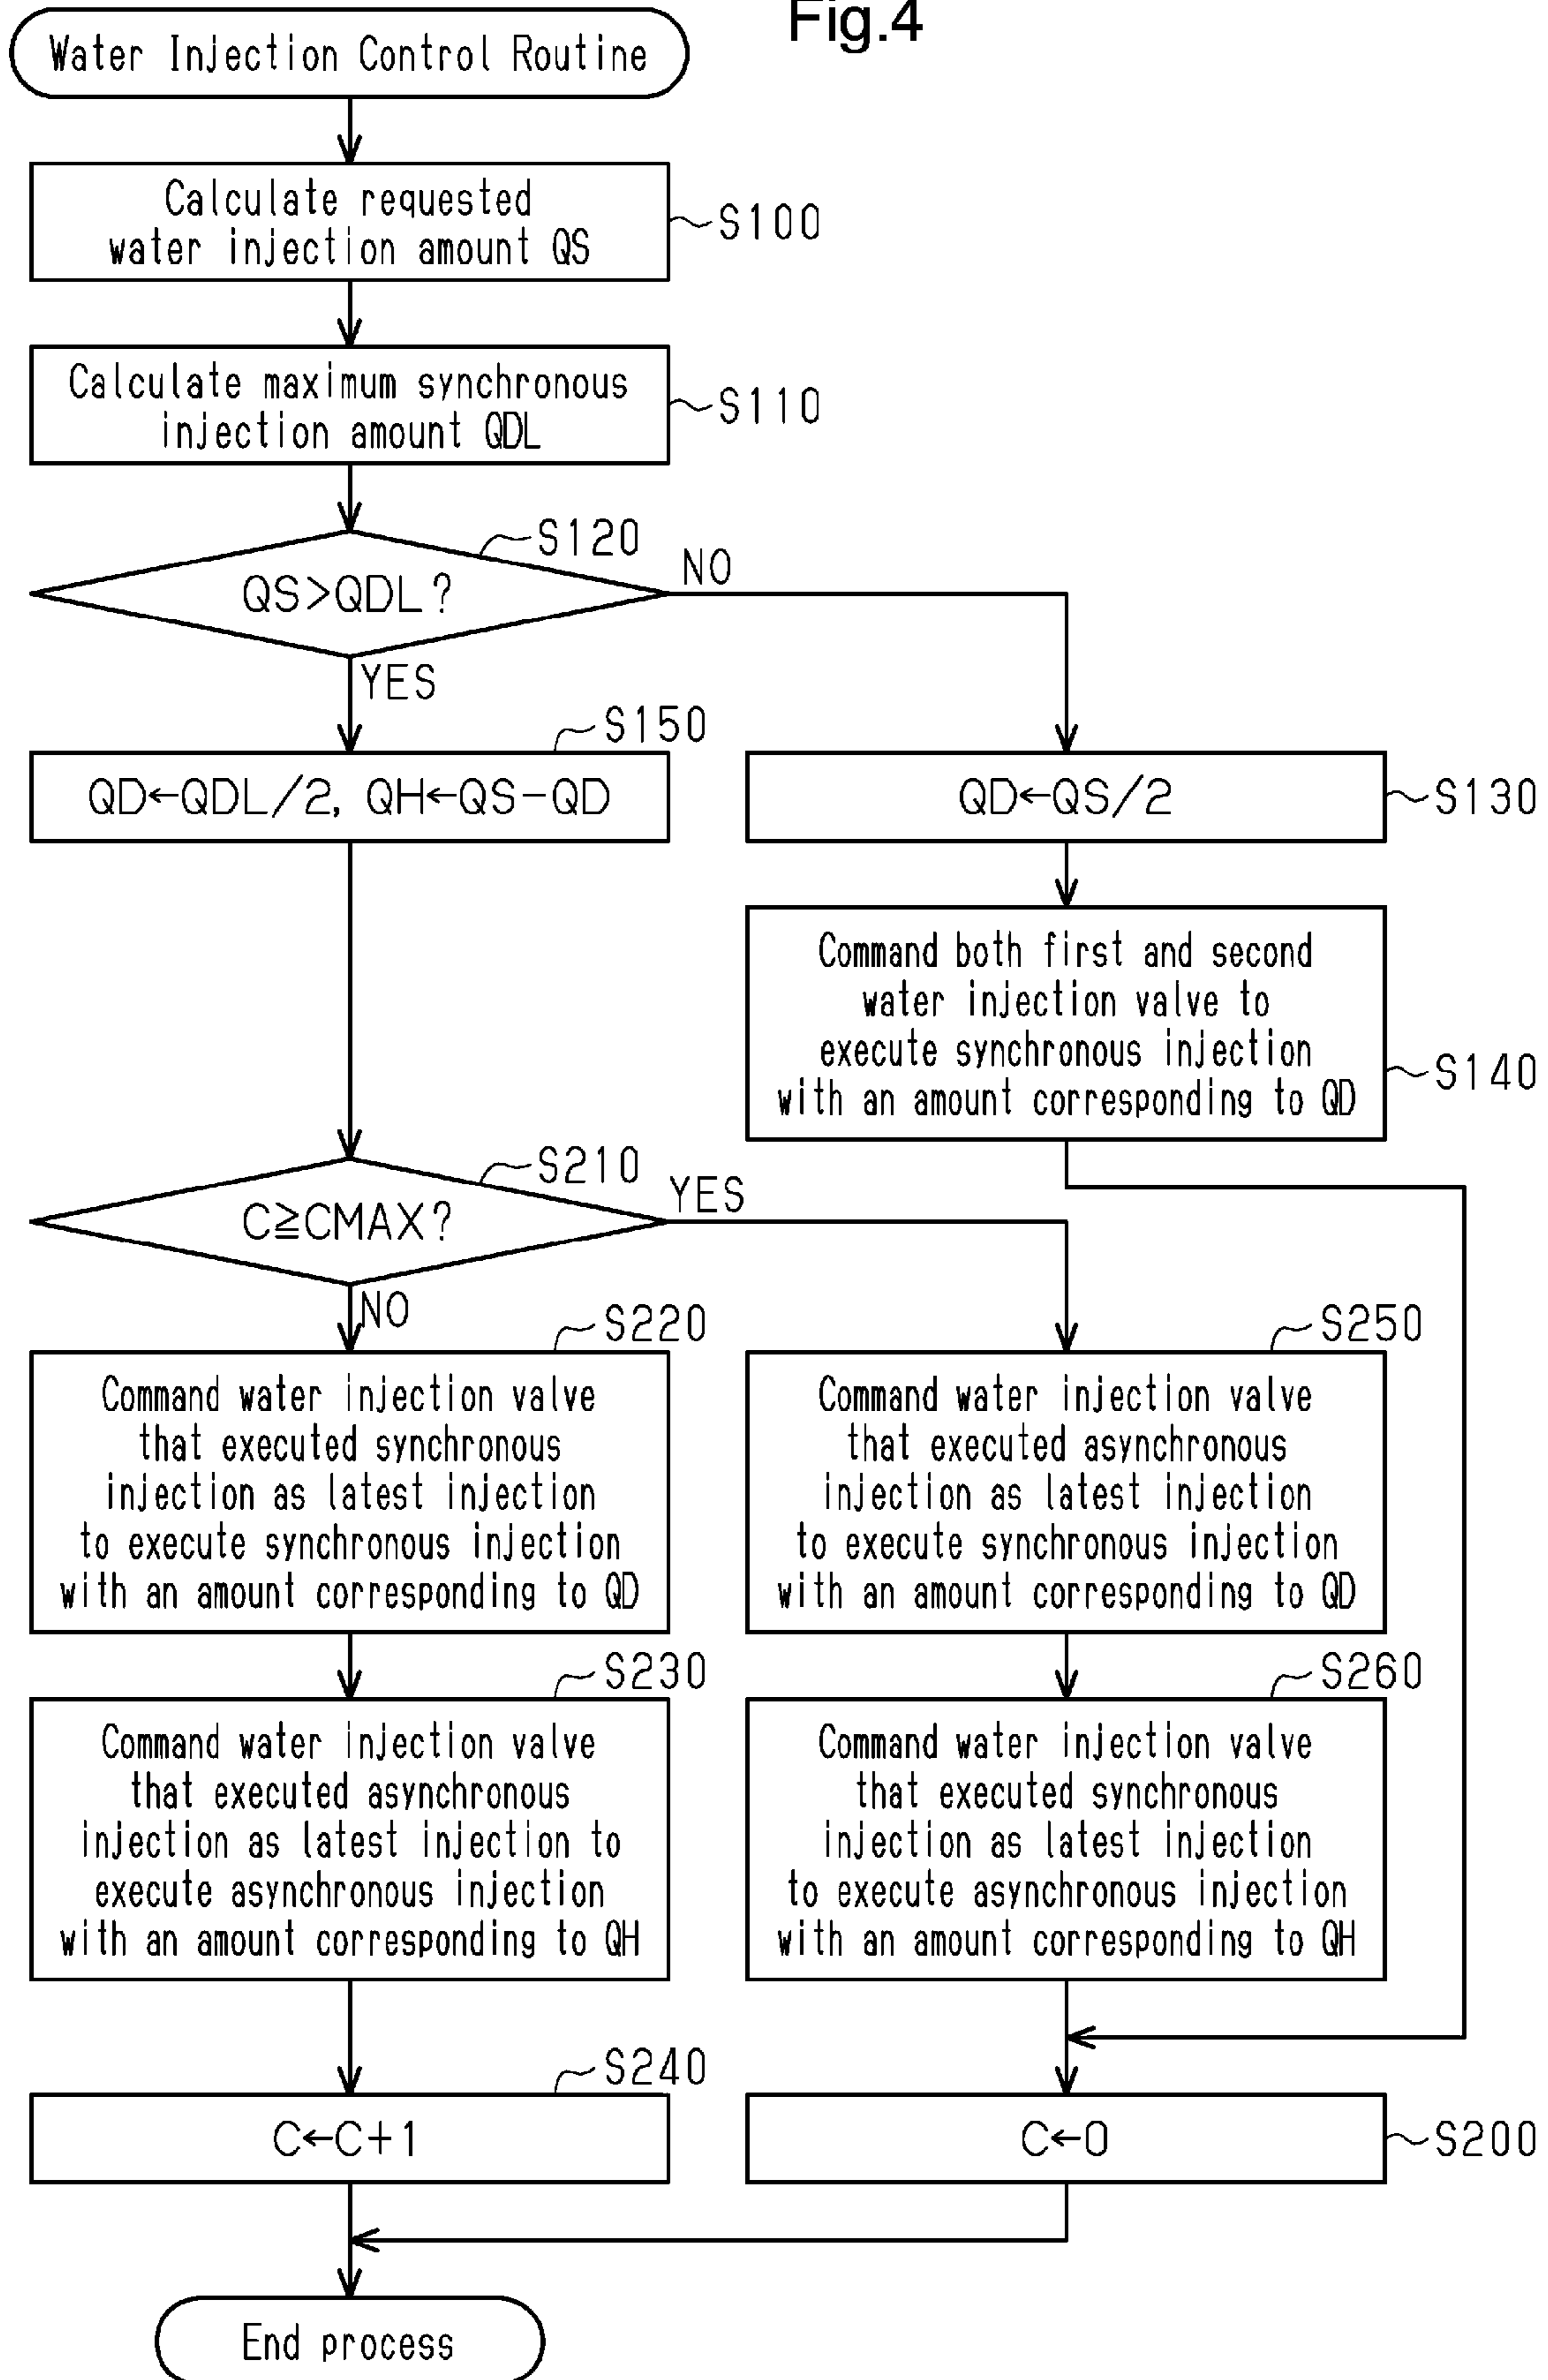 Fig.4
Water Injection Control Routine
Calculate requested
water injection amount QS
S100
Calculate maximum synchronous
injection amount QDL
S110
S120
QS>QDL?
NO
YES
S150
QD←QDL/2, QH←QS−QD
QD←QS/2
S130
Command both first and second
water injection valve to
execute synchronous injection
with an amount corresponding to QD
S140
S210
C≧CMAX?
YES
NO
S220
Command water injection valve
that executed synchronous
injection as latest injection
to execute synchronous injection
with an amount corresponding to QD
S250
Command water injection valve
that executed asynchronous
injection as latest injection
to execute synchronous injection
with an amount corresponding to QD
S230
Command water injection valve
that executed asynchronous
injection as latest injection to
execute asynchronous injection
with an amount corresponding to QH
S260
Command water injection valve
that executed synchronous
injection as latest injection
to execute asynchronous injection
with an amount corresponding to QH
S240
C←C+1
C←0
S200
End process